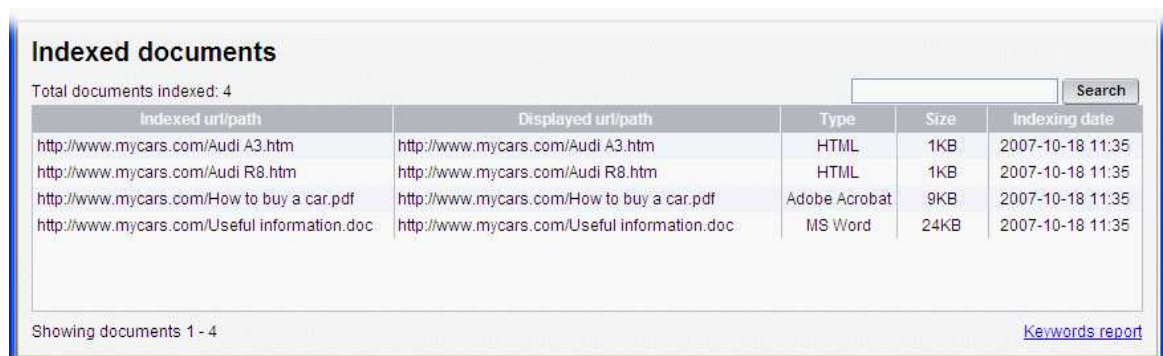 Indexed documents
Total documents indexed: 4 Search
Indexed url/path Displayed url/path Type Size Indexing date
http://www.mycars.com/Audi A3.htm http://www.mycars.com/Audi A3.htm HTML 1KB 2007-10-18 11:35
http://www.mycars.com/Audi R8.htm http://www.mycars.com/Audi R8.htm HTML 1KB 2007-10-18 11:35
http://www.mycars.com/How to buy a car.pdf http://www.mycars.com/How to buy a car.pdf Adobe Acrobat 9KB 2007-10-18 11:35
http://www.mycars.com/Useful information.doc http://www.mycars.com/Useful information.doc MS Word 24KB 2007-10-18 11:35
Showing documents 1 - 4 Keywords report